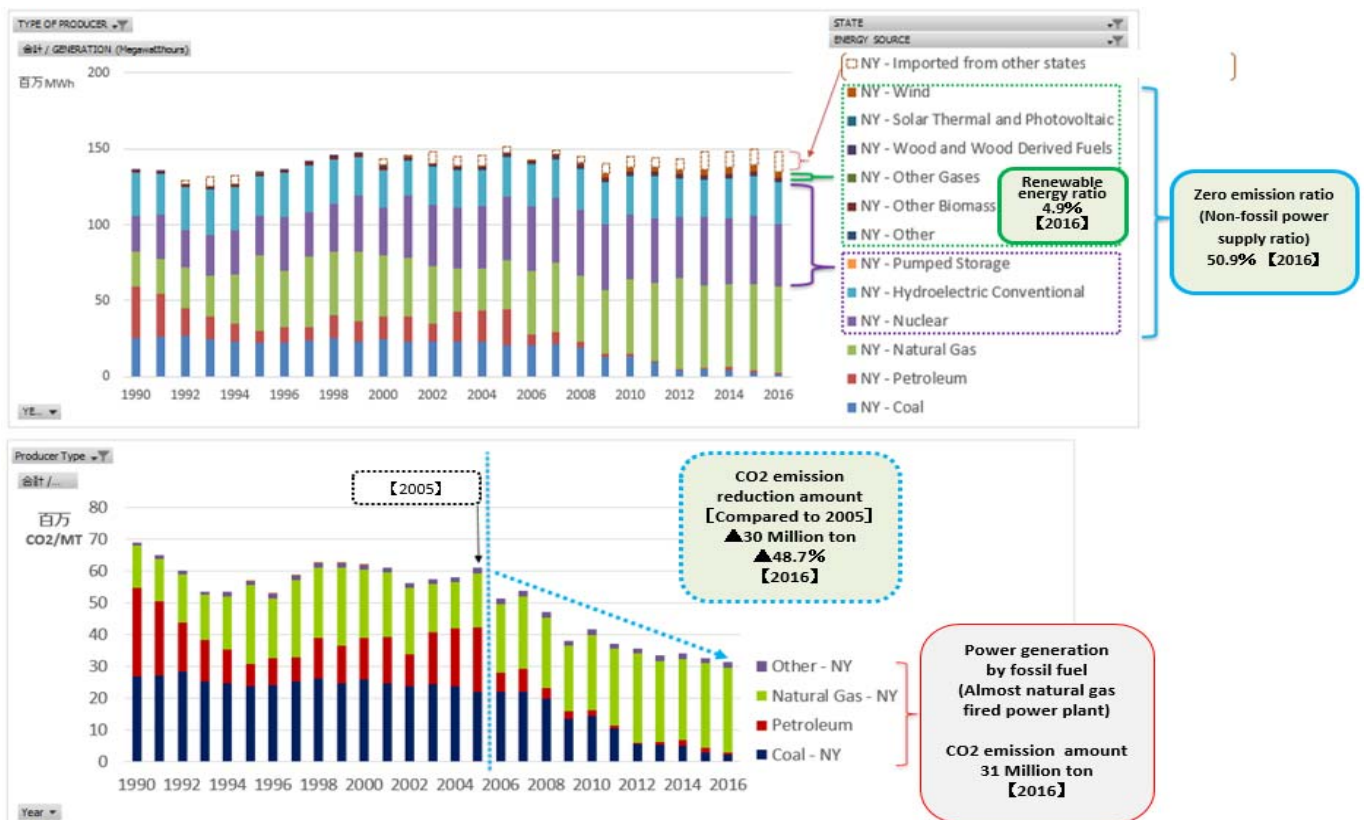 TYPE OF PRODUCER
合計 / GENERATION (Megawatthours)
百万 MWh
200
150
100
50
0
1990 1992 1994 1996 1998 2000 2002 2004 2006 2008 2010 2012 2014 2016
YE...
STATE
ENERGY SOURCE
NY - Imported from other states
NY - Wind
NY - Solar Thermal and Photovoltaic
NY - Wood and Wood Derived Fuels
NY - Other Gases
NY - Other Biomass
NY - Other
NY - Pumped Storage
NY - Hydroelectric Conventional
NY - Nuclear
NY - Natural Gas
NY - Petroleum
NY - Coal
Renewable
energy ratio
4.9%
【2016】
Zero emission ratio
(Non-fossil power
supply ratio)
50.9% 【2016】
Producer Type
合計 /...
百万
CO2/MT
80
70
60
50
40
30
20
10
0
1990 1992 1994 1996 1998 2000 2002 2004 2006 2008 2010 2012 2014 2016
Year
【2005】
CO2 emission
reduction amount
[Compared to 2005]
▲30 Million ton
▲48.7%
【2016】
Other - NY
Natural Gas - NY
Petroleum
Coal - NY
Power generation
by fossil fuel
(Almost natural gas
fired power plant)
CO2 emission amount
31 Million ton
【2016】